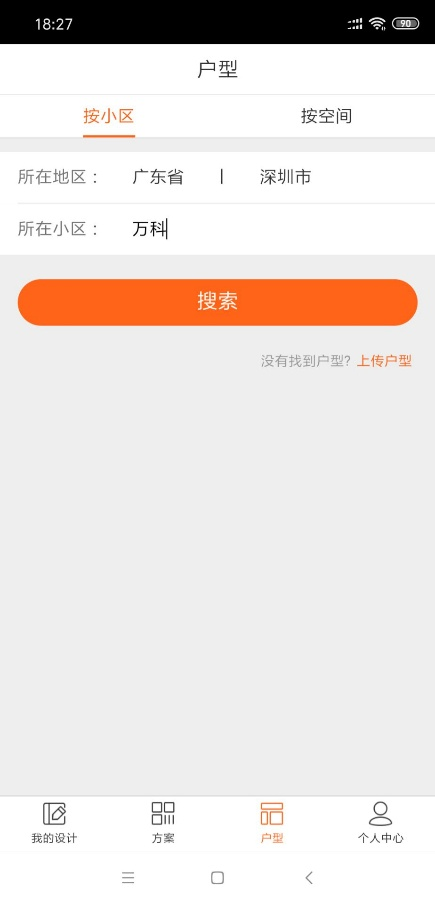 18:27
90
户型
按小区 按空间
所在地区： 广东省 | 深圳市
所在小区： 万科
搜索
没有找到户型？上传户型
我的设计 方案 户型 个人中心